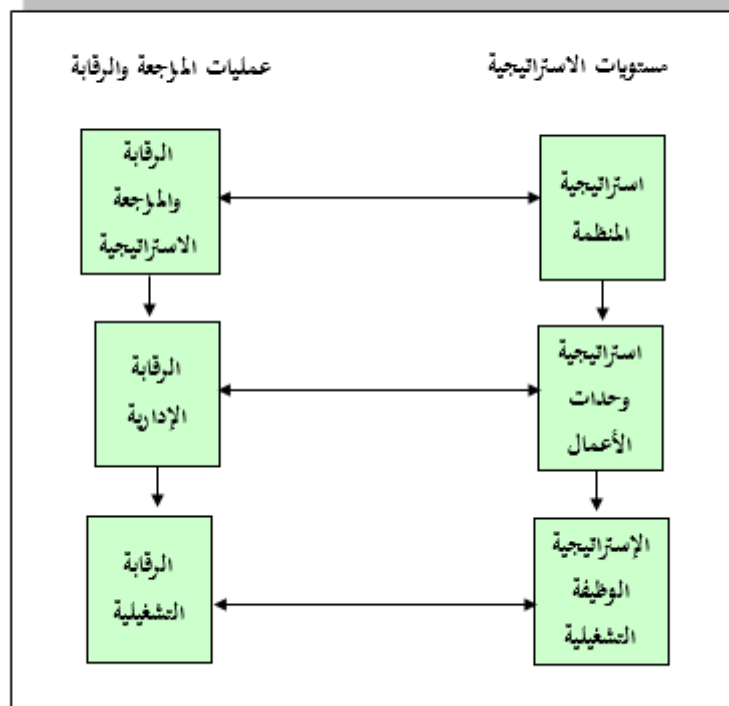 مستويات الاستراتيجية
عمليات المراجعة والرقابة
استراتيجية
المنظمة
الرقابة
والمراجعة
الاستراتيجية
استراتيجية
وحدات
الأعمال
الرقابة
الإدارية
الإستراتيجية
الوظيفة
التشغيلية
الرقابة
التشغيلية